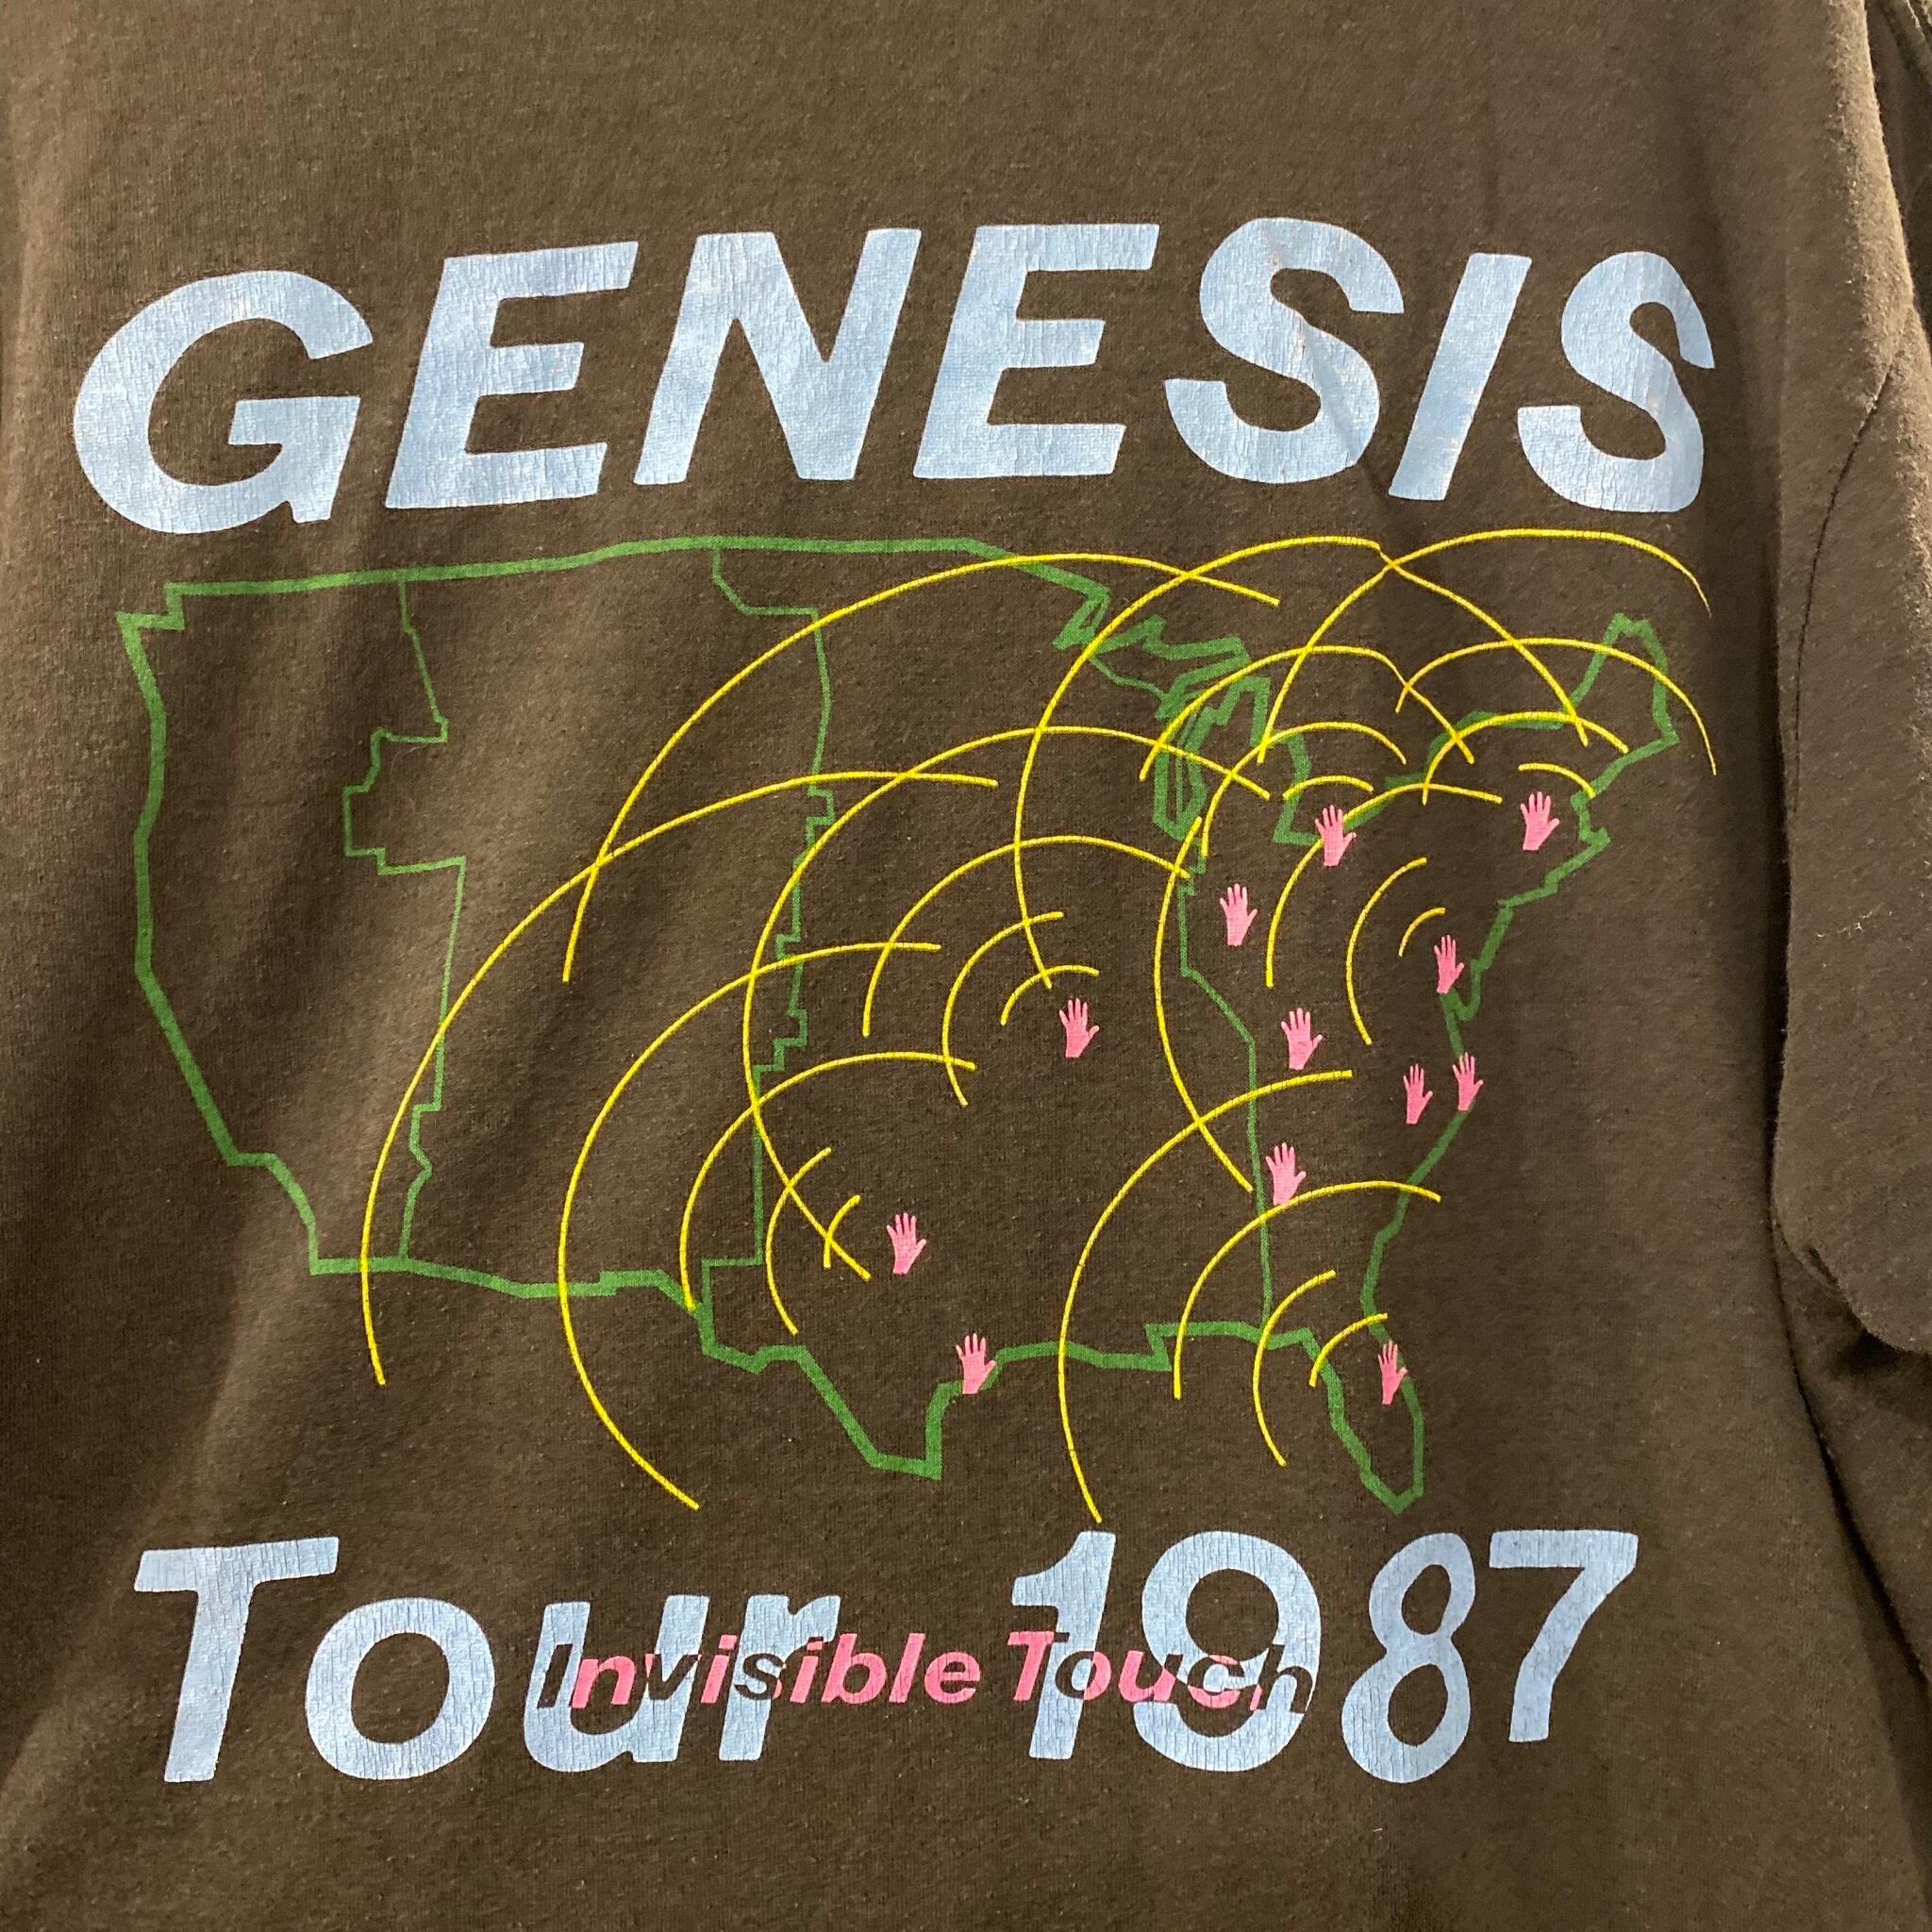 GENESIS
Tour 1987
Invisible Touch